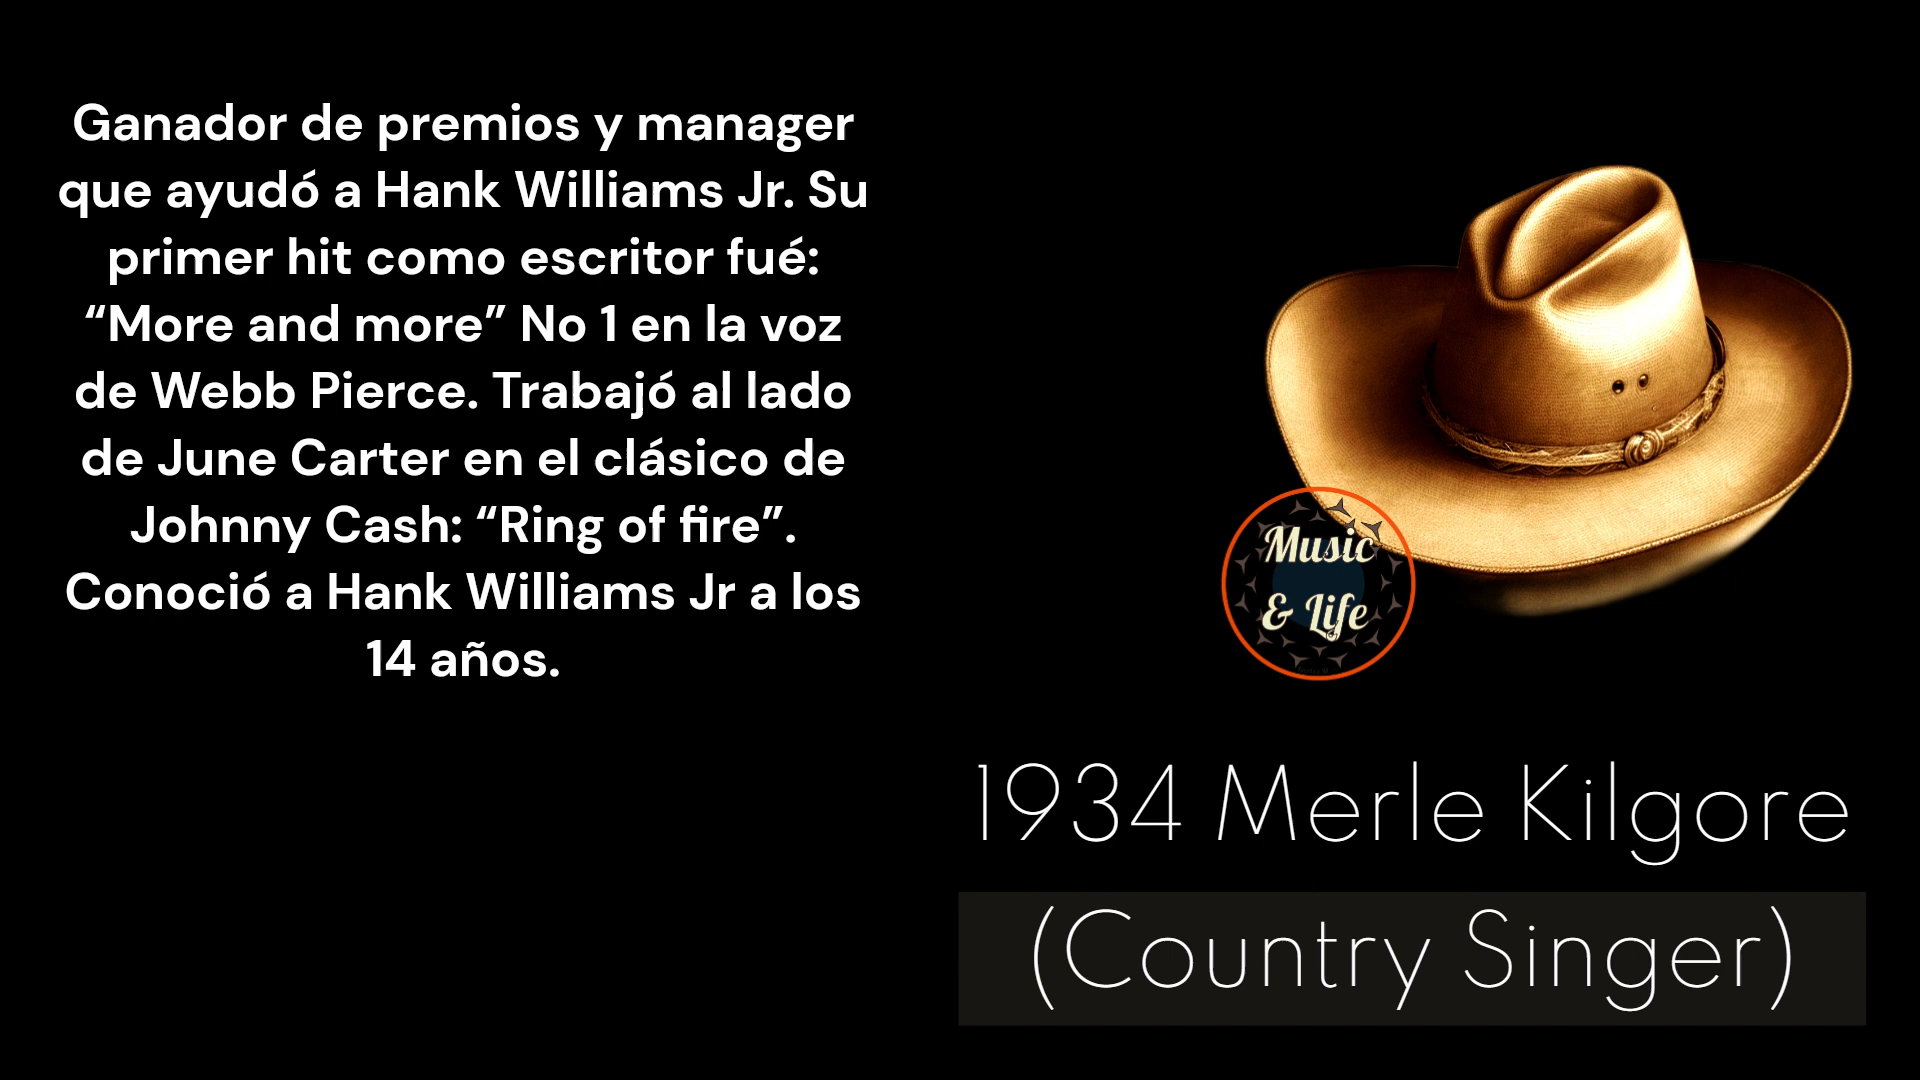 Ganador de premios y manager
que ayudó a Hank Williams Jr. Su
primer hit como escritor fué:
“More and more” No 1 en la voz
de Webb Pierce. Trabajó al lado
de June Carter en el clásico de
Johnny Cash: “Ring of fire”.
Conoció a Hank Williams Jr a los
14 años.
Music
& Life
1934 Merle Kilgore
(Country Singer)